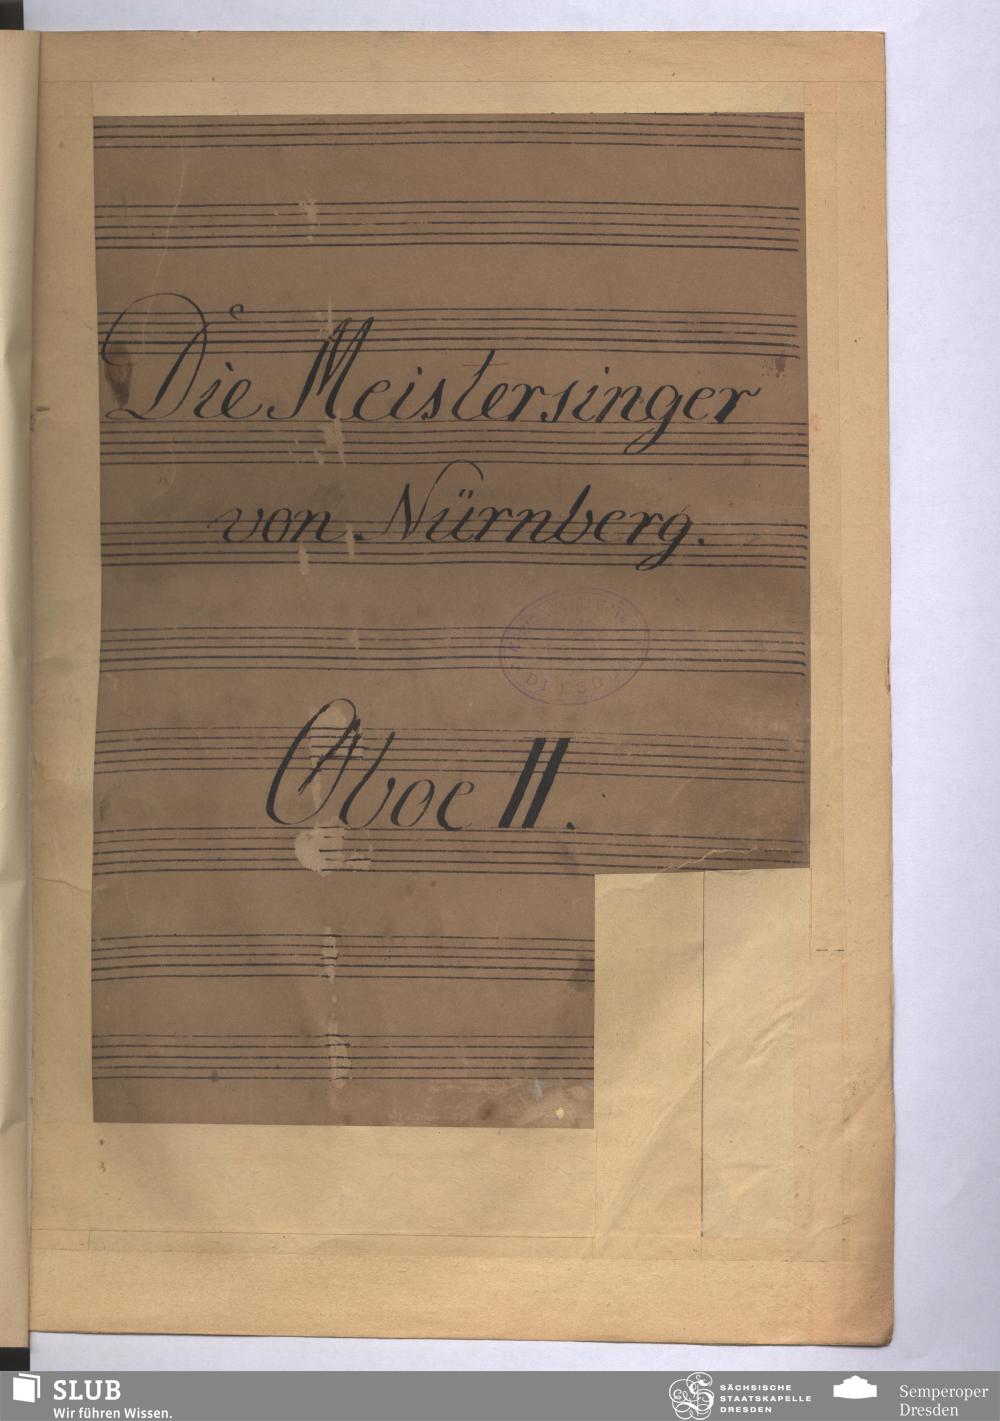 Die Meistersinger
von Nürnberg.
Oboe II.
SLUB
Wir führen Wissen.
SÄCHSISCHE
STAATSKAPELLE
DRESDEN
Semperoper
Dresden